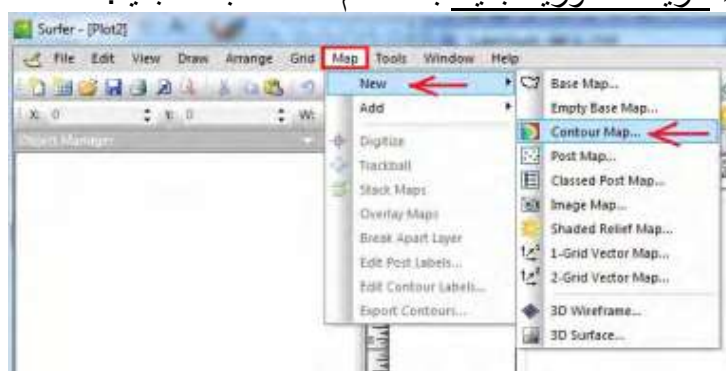 Surfer - [Plot2]
File Edit View Draw Arrange Grid Map Tools Window Help
X: 0 Y: 0 W:
Object Manager
New
Add
Digitize
Trackball
Stack Maps
Overlay Maps
Break Apart Layer
Edit Post Labels...
Edit Contour Labels...
Export Contours...
Base Map...
Empty Base Map...
Contour Map...
Post Map...
Classed Post Map...
Image Map...
Shaded Relief Map...
1-Grid Vector Map...
2-Grid Vector Map...
3D Wireframe...
3D Surface...